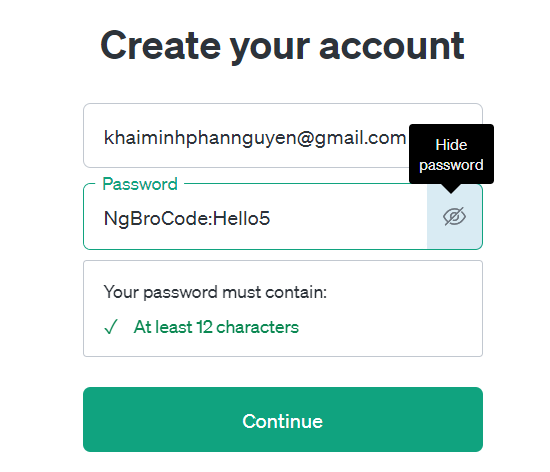 Create your account
khaiminhphannguyen@gmail.com
Hide
password
Password
NgBroCode:Hello5
Your password must contain:
✓ At least 12 characters
Continue